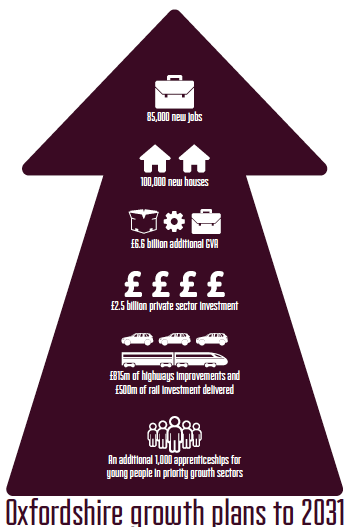 85,000 new jobs
100,000 new houses
£6.6 billion additional GVA
£ £ £ £
£2.5 billion private sector investment
£815m of highways improvements and
£500m of rail investment delivered
An additional 1,000 apprenticeships for
young people in priority growth sectors
Oxfordshire growth plans to 2031